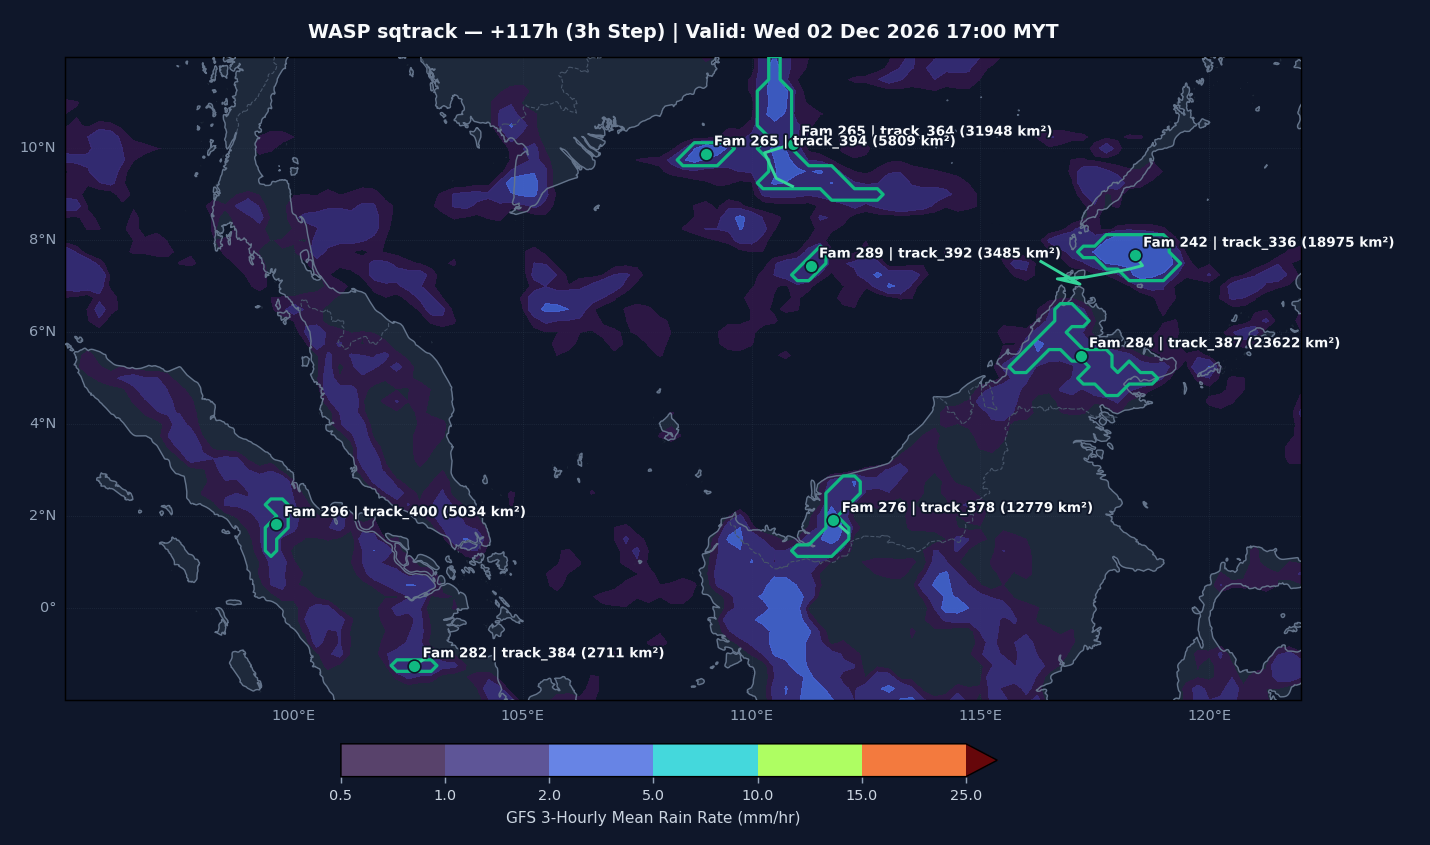 WASP sqtrack — +117h (3h Step) | Valid: Wed 02 Dec 2026 17:00 MYT
Fam 265 | track_364 (31948 km²)
Fam 265 | track_394 (5809 km²)
Fam 242 | track_336 (18975 km²)
Fam 289 | track_392 (3485 km²)
Fam 284 | track_387 (23622 km²)
Fam 276 | track_378 (12779 km²)
Fam 296 | track_400 (5034 km²)
Fam 282 | track_384 (2711 km²)
10°N
8°N
6°N
4°N
2°N
0°
100°E 105°E 110°E 115°E 120°E
0.5 1.0 2.0 5.0 10.0 15.0 25.0
GFS 3-Hourly Mean Rain Rate (mm/hr)